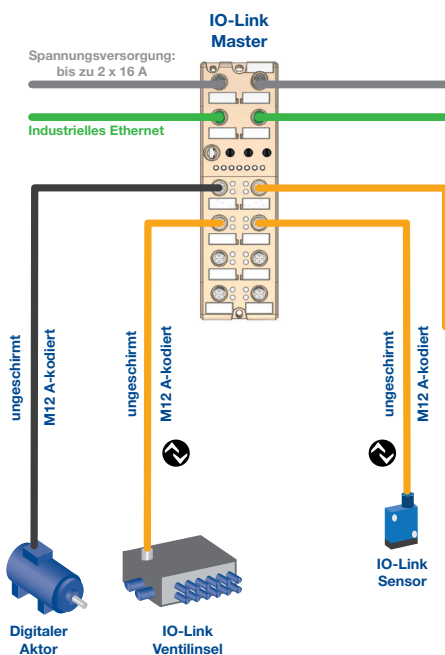 IO-Link
Master
Spannungsversorgung:
bis zu 2 x 16 A
Industrielles Ethernet
ungeschirmt
M12 A-kodiert
ungeschirmt
M12 A-kodiert
ungeschirmt
M12 A-kodiert
Digitaler
Aktor
IO-Link
Ventilinsel
IO-Link
Sensor